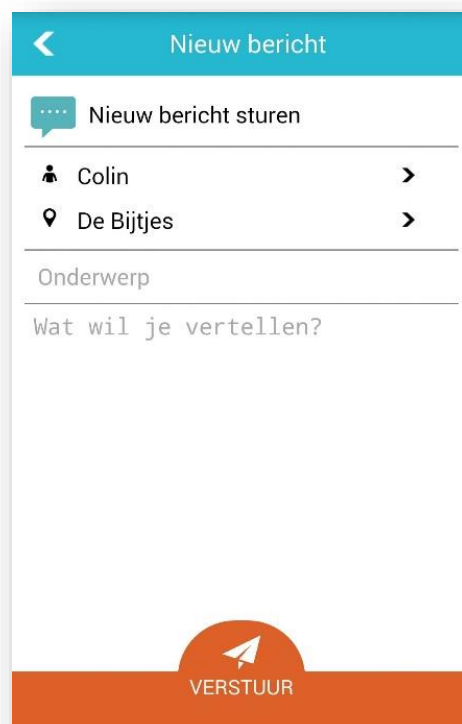 Nieuw bericht
Nieuw bericht sturen
Colin
De Bijtjes
Onderwerp
Wat wil je vertellen?
VERSTUUR